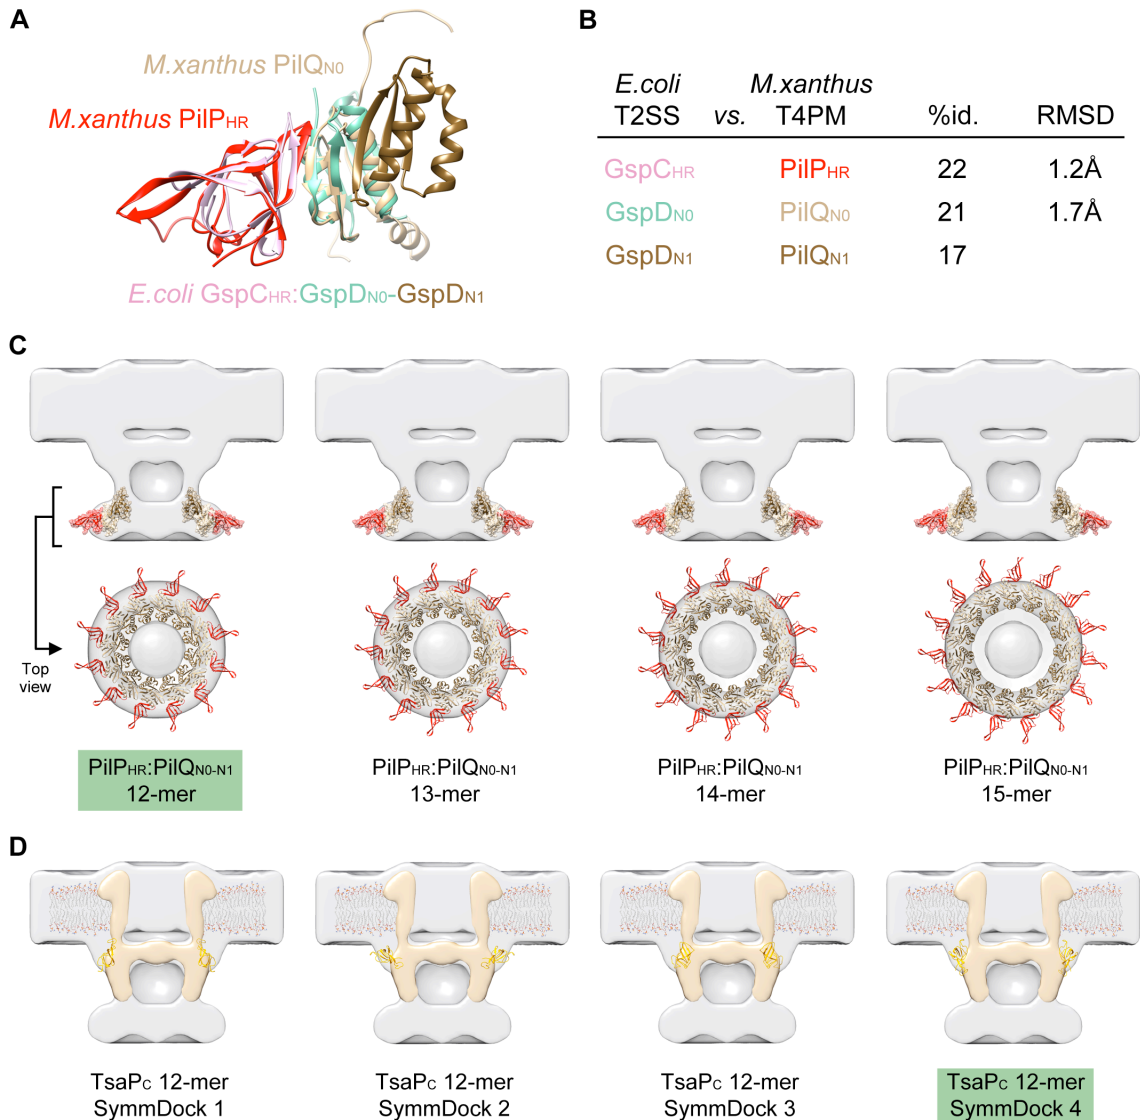 A
M.xanthus PilQN0
M.xanthus PilPHR
E.coli GspCHR:GspDN0-GspDN1
B
E.coli T2SS vs. M.xanthus T4PM %id. RMSD
GspCHR PilPHR 22 1.2Å
GspDN0 PilQN0 21 1.7Å
GspDN1 PilQN1 17
C
Top
view
PilPHR:PilQN0-N1
12-mer
PilPHR:PilQN0-N1
13-mer
PilPHR:PilQN0-N1
14-mer
PilPHR:PilQN0-N1
15-mer
D
TsaPC 12-mer
SymmDock 1
TsaPC 12-mer
SymmDock 2
TsaPC 12-mer
SymmDock 3
TsaPC 12-mer
SymmDock 4